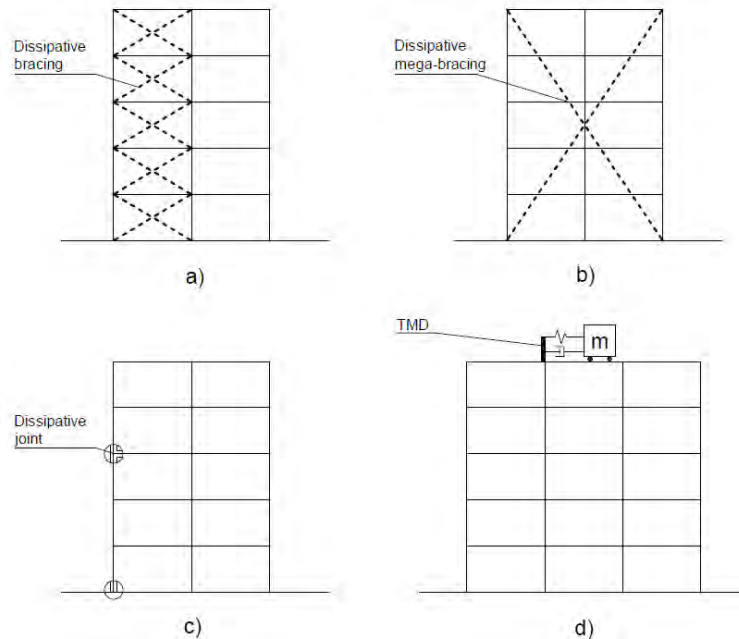 Dissipative
bracing
Dissipative
mega-bracing
a)
b)
TMD
m
Dissipative
joint
c)
d)